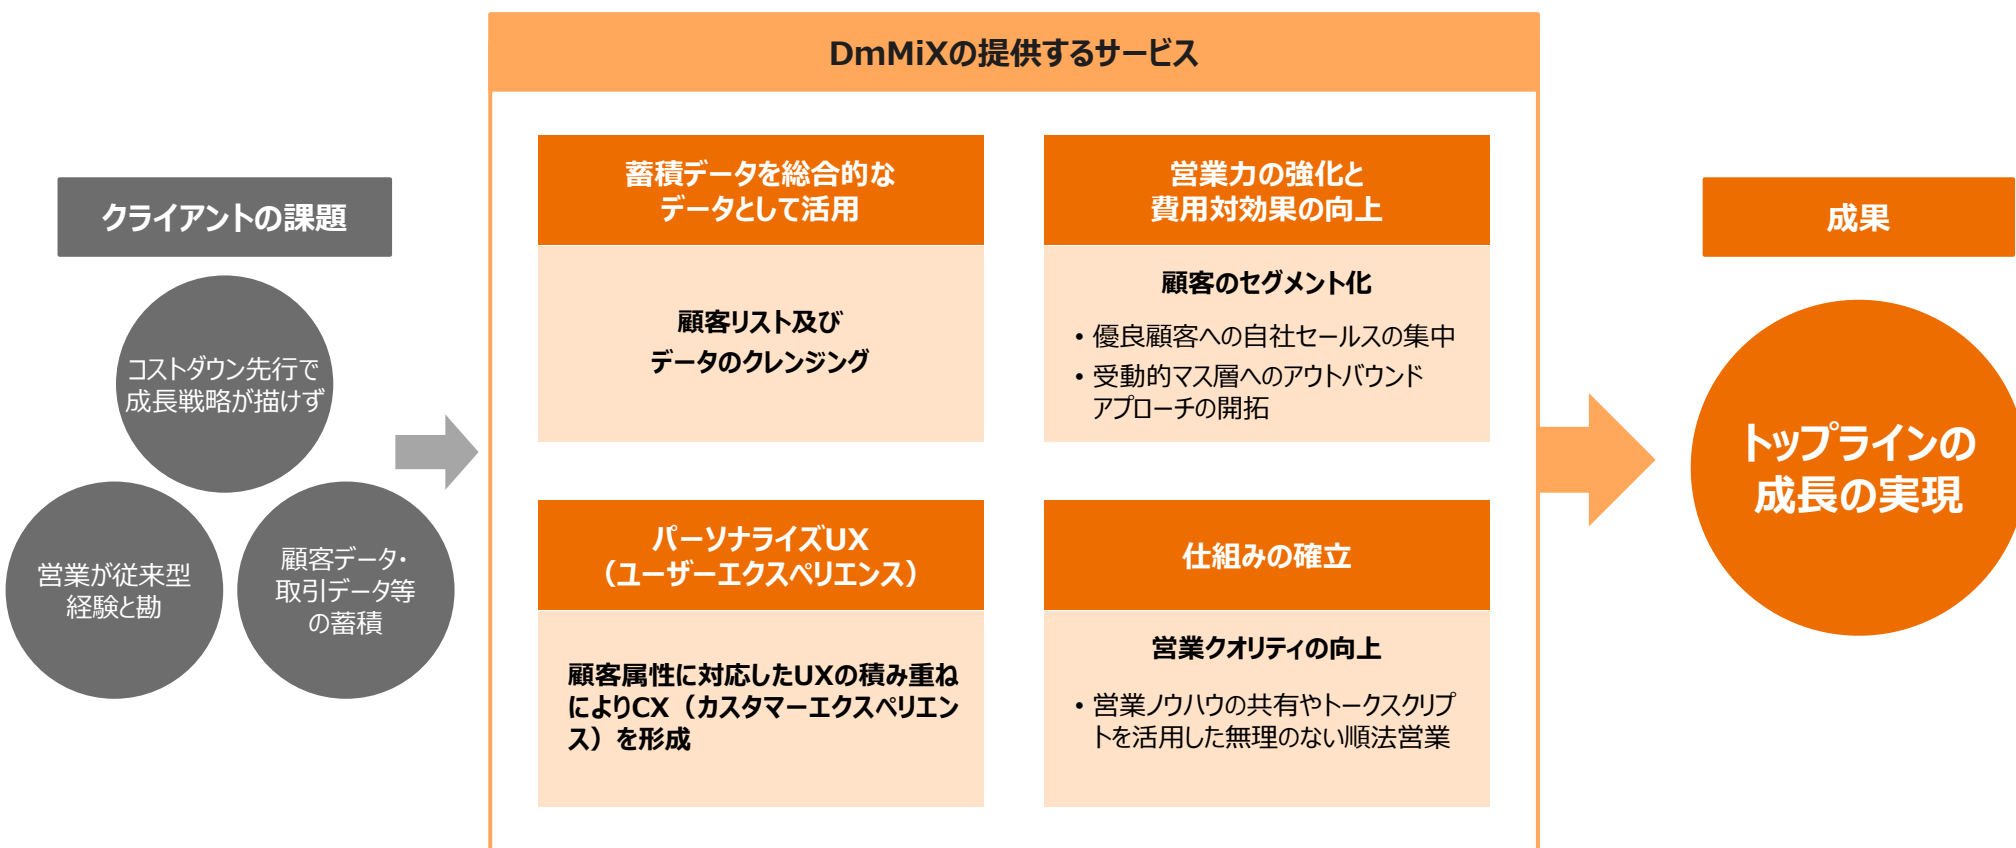 DmMiXの提供するサービス
クライアントの課題
コストダウン先行で
成長戦略が描けず
営業が従来型
経験と勘
顧客データ・
取引データ等
の蓄積
蓄積データを総合的な
データとして活用
顧客リスト及び
データのクレンジング
営業力の強化と
費用対効果の向上
顧客のセグメント化
・優良顧客への自社セールスの集中
・受動的マス層へのアウトバウンド
アプローチの開拓
パーソナライズUX
（ユーザーエクスペリエンス）
顧客属性に対応したUXの積み重ね
によりCX（カスタマーエクスペリエン
ス）を形成
仕組みの確立
営業クオリティの向上
・営業ノウハウの共有やトークスクリプ
トを活用した無理のない順法営業
成果
トップラインの
成長の実現